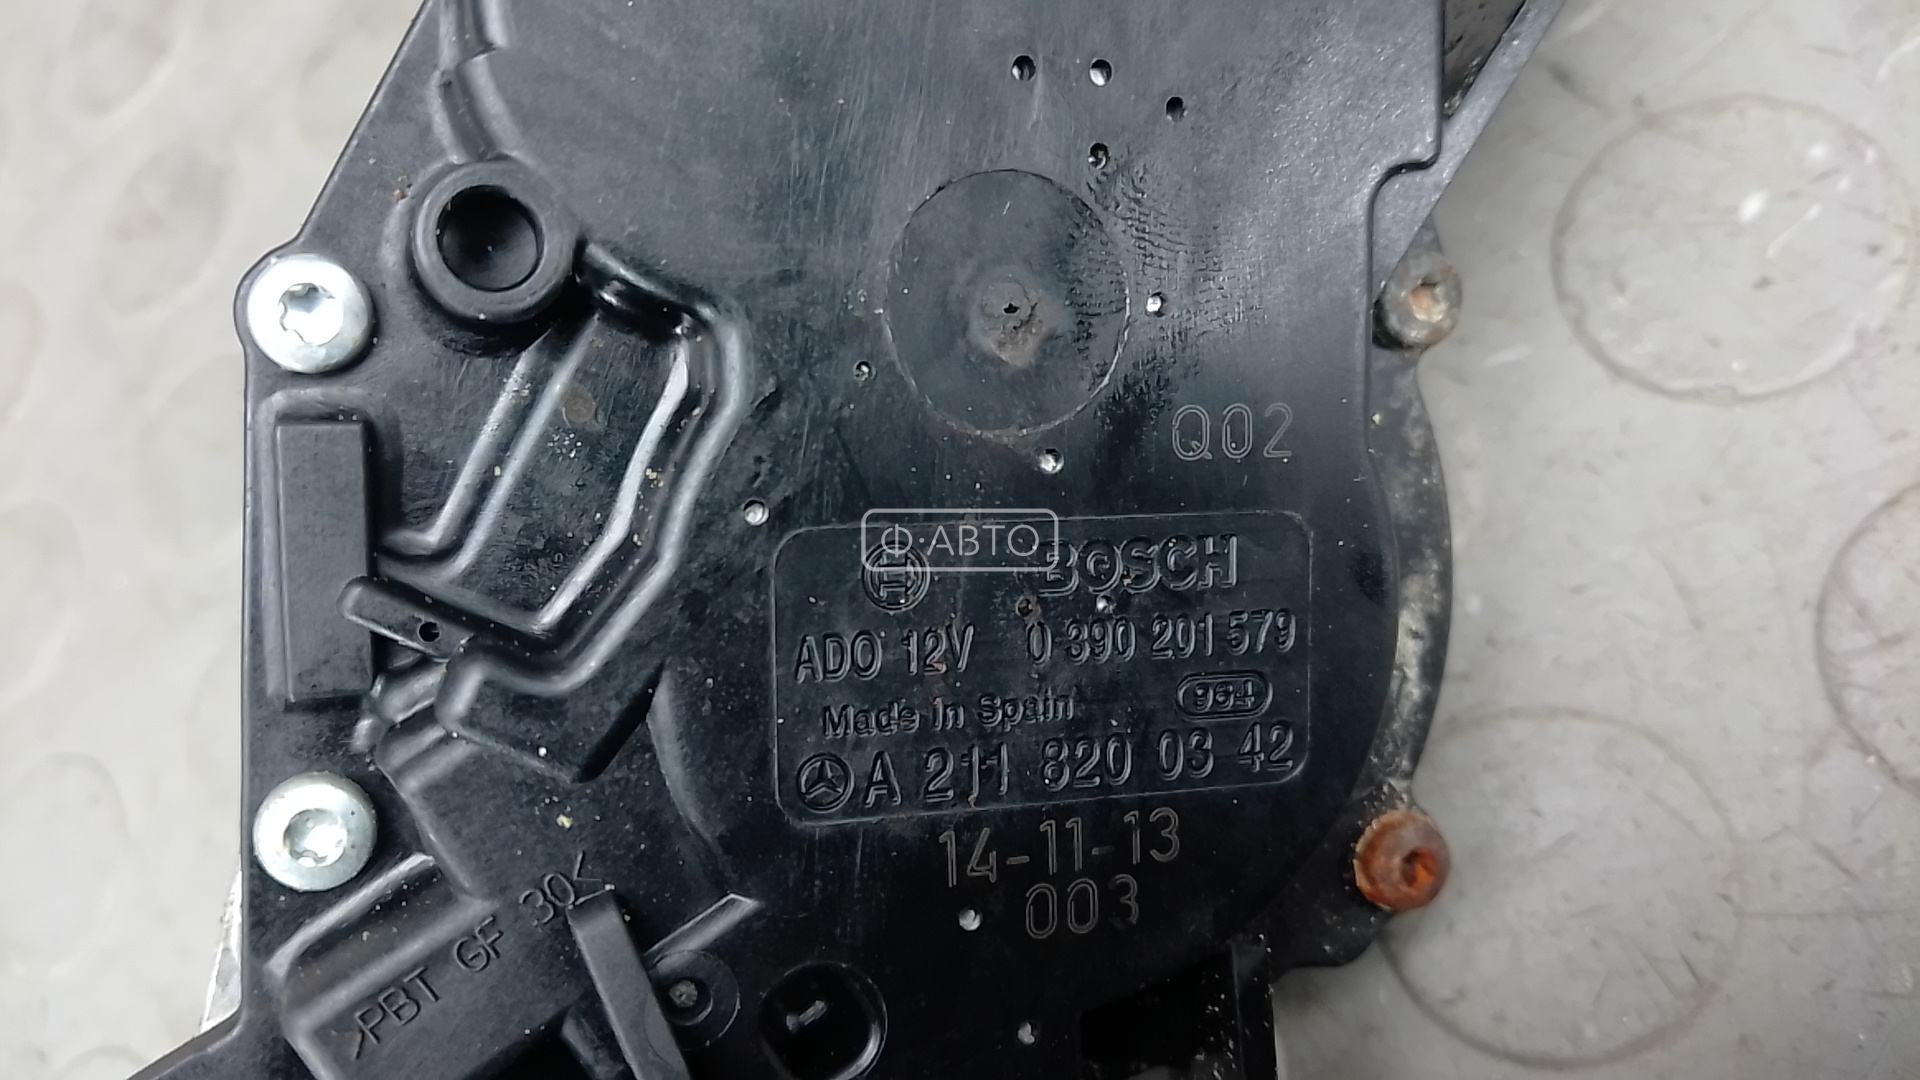 Q02
Ф·АВТО
BOSCH
ADO 12V 0 390 201 579
Made in Spain 964
A 211 820 03 42
14-11-13
003
>PBT GF 30<